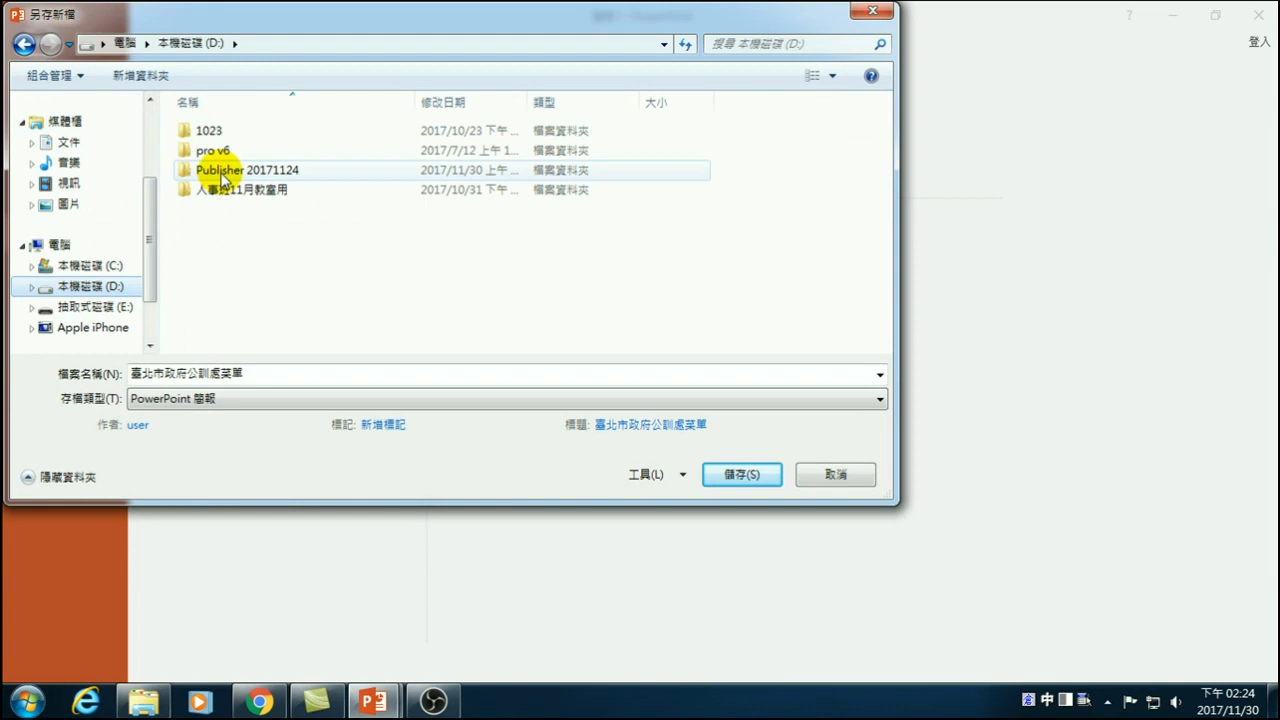 另存新檔
登入
電腦 本機磁碟 (D:)
搜尋 本機磁碟 (D:)
組合管理 新增資料夾
名稱 修改日期 類型 大小
1023 2017/10/23 下午 ... 檔案資料夾
pro v6 2017/7/12 上午 1... 檔案資料夾
Publisher 20171124 2017/11/30 上午 ... 檔案資料夾
人事處11月教室用 2017/10/31 下午 ... 檔案資料夾
媒體櫃
文件
音樂
視訊
圖片
電腦
本機磁碟 (C:)
本機磁碟 (D:)
抽取式磁碟 (E:)
Apple iPhone
檔案名稱(N): 臺北市政府公訓處菜單
存檔類型(T): PowerPoint 簡報
作者: user 標記: 新增標記 標題: 臺北市政府公訓處菜單
隱藏資料夾
工具(L) 儲存(S) 取消
中
下午 02:24
2017/11/30